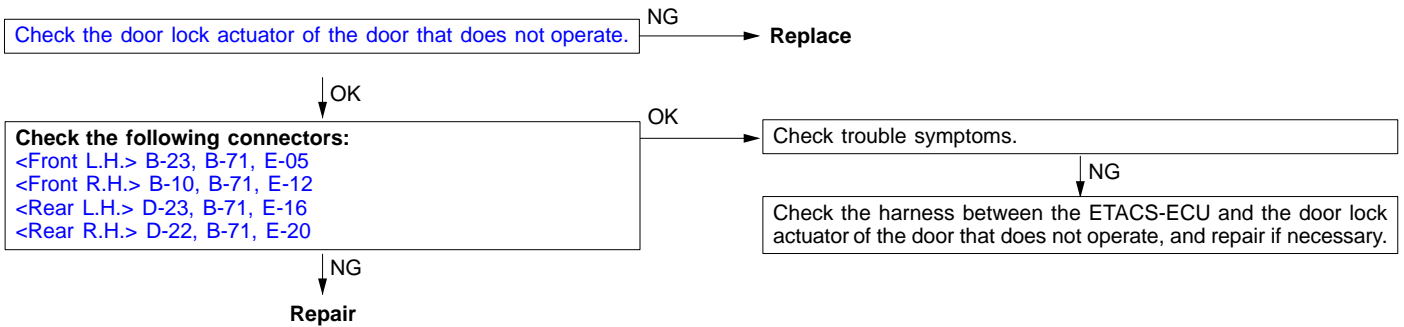 NG
Check the door lock actuator of the door that does not operate.
Replace
OK
OK
Check the following connectors:
<Front L.H.> B-23, B-71, E-05
<Front R.H.> B-10, B-71, E-12
<Rear L.H.> D-23, B-71, E-16
<Rear R.H.> D-22, B-71, E-20
Check trouble symptoms.
NG
Check the harness between the ETACS-ECU and the door lock
actuator of the door that does not operate, and repair if necessary.
NG
Repair